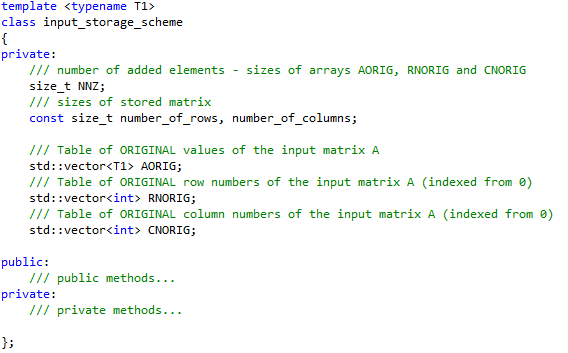 template <typename T1>
class input_storage_scheme
{
private:
    /// number of added elements - sizes of arrays AORIG, RNORIG and CNORIG
    size_t NNZ;
    /// sizes of stored matrix
    const size_t number_of_rows, number_of_columns;

    /// Table of ORIGINAL values of the input matrix A
    std::vector<T1> AORIG;
    /// Table of ORIGINAL row numbers of the input matrix A (indexed from 0)
    std::vector<int> RNORIG;
    /// Table of ORIGINAL column numbers of the input matrix A (indexed from 0)
    std::vector<int> CNORIG;

public:
    /// public methods...
private:
    /// private methods...

};